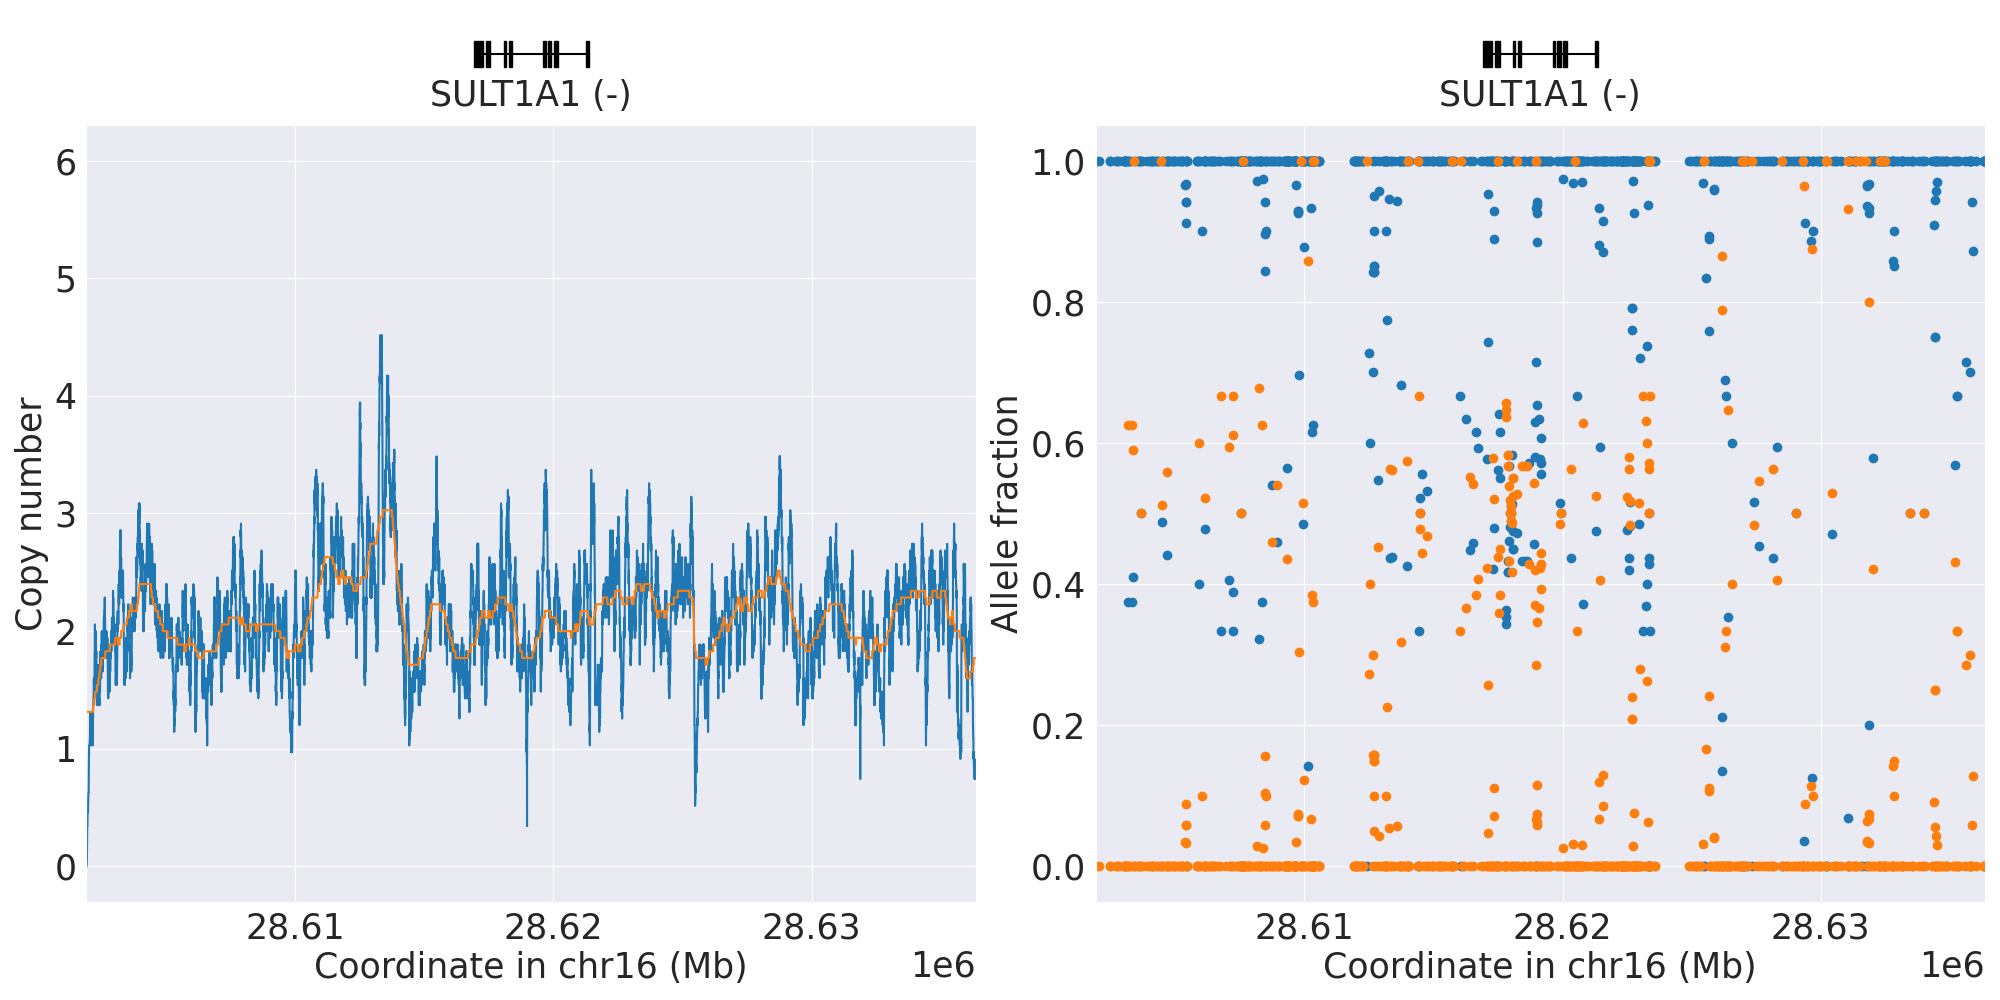 SULT1A1 (-)
6
5
4
3
2
1
0
Copy number
28.61
28.62
28.63
Coordinate in chr16 (Mb)
1e6
SULT1A1 (-)
1.0
0.8
0.6
0.4
0.2
0.0
Allele fraction
28.61
28.62
28.63
Coordinate in chr16 (Mb)
1e6